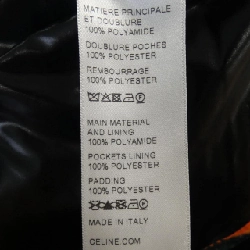 MATIERE PRINCIPALE
ET DOUBLURE
100% POLYAMIDE
DOUBLURE POCHES
100% POLYESTER
REMBOURRAGE
100% POLYESTER
MAIN MATERIAL
AND LINING
100% POLYAMIDE
POCKETS LINING
100% POLYESTER
PADDING
100% POLYESTER
MADE IN ITALY
CELINE.COM